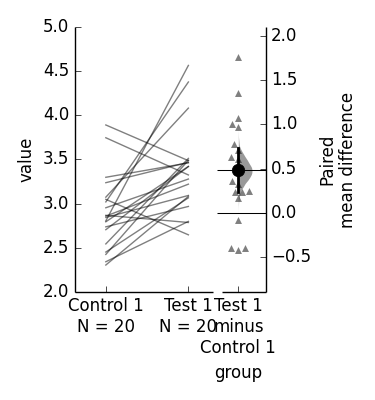 5.0
4.5
4.0
3.5
3.0
2.5
2.0
value
Control 1
N = 20
Test 1
N = 20
Test 1
minus
Control 1
group
2.0
1.5
1.0
0.5
0.0
−0.5
Paired
mean difference